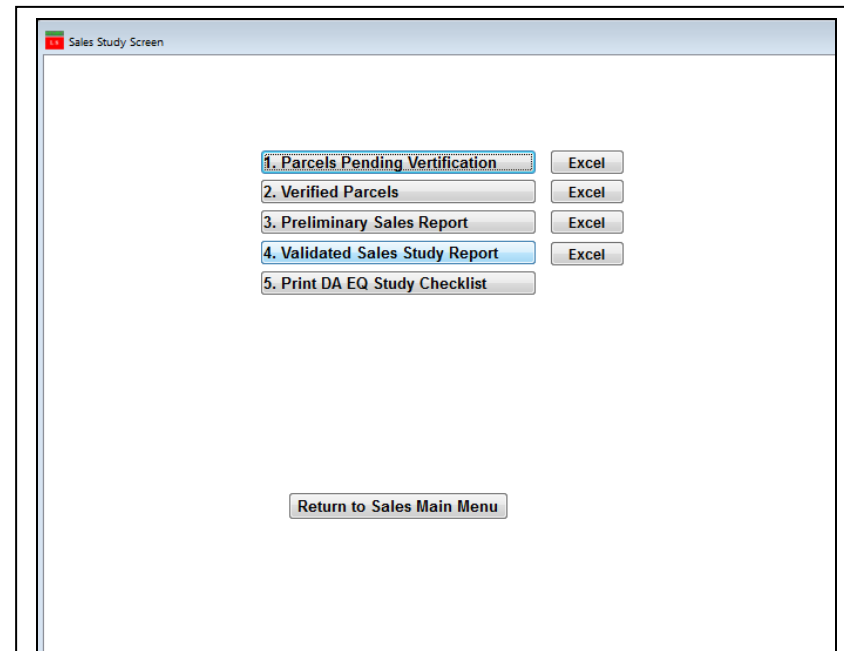 Sales Study Screen
1. Parcels Pending Vertification Excel
2. Verified Parcels Excel
3. Preliminary Sales Report Excel
4. Validated Sales Study Report Excel
5. Print DA EQ Study Checklist
Return to Sales Main Menu